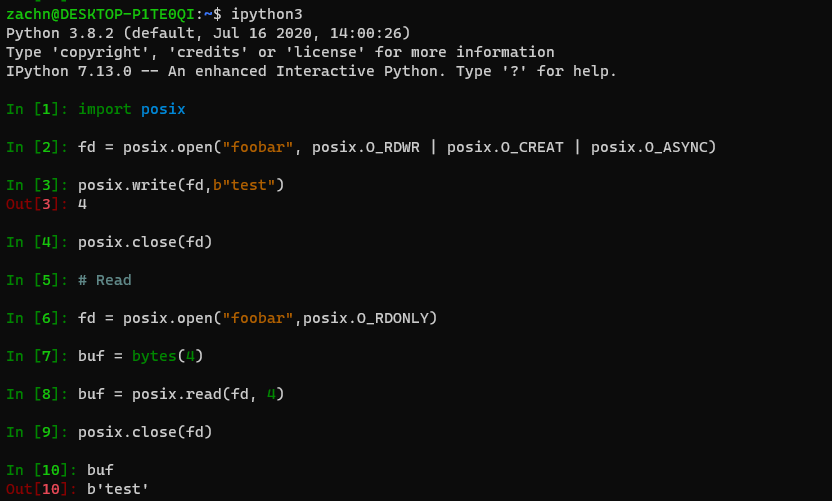 zachn@DESKTOP-P1TE0QI:~$ ipython3
Python 3.8.2 (default, Jul 16 2020, 14:00:26)
Type 'copyright', 'credits' or 'license' for more information
IPython 7.13.0 -- An enhanced Interactive Python. Type '?' for help.
In [1]: import posix
In [2]: fd = posix.open("foobar", posix.O_RDWR | posix.O_CREAT | posix.O_ASYNC)
In [3]: posix.write(fd,b"test")
Out[3]: 4
In [4]: posix.close(fd)
In [5]: # Read
In [6]: fd = posix.open("foobar",posix.O_RDONLY)
In [7]: buf = bytes(4)
In [8]: buf = posix.read(fd, 4)
In [9]: posix.close(fd)
In [10]: buf
Out[10]: b'test'